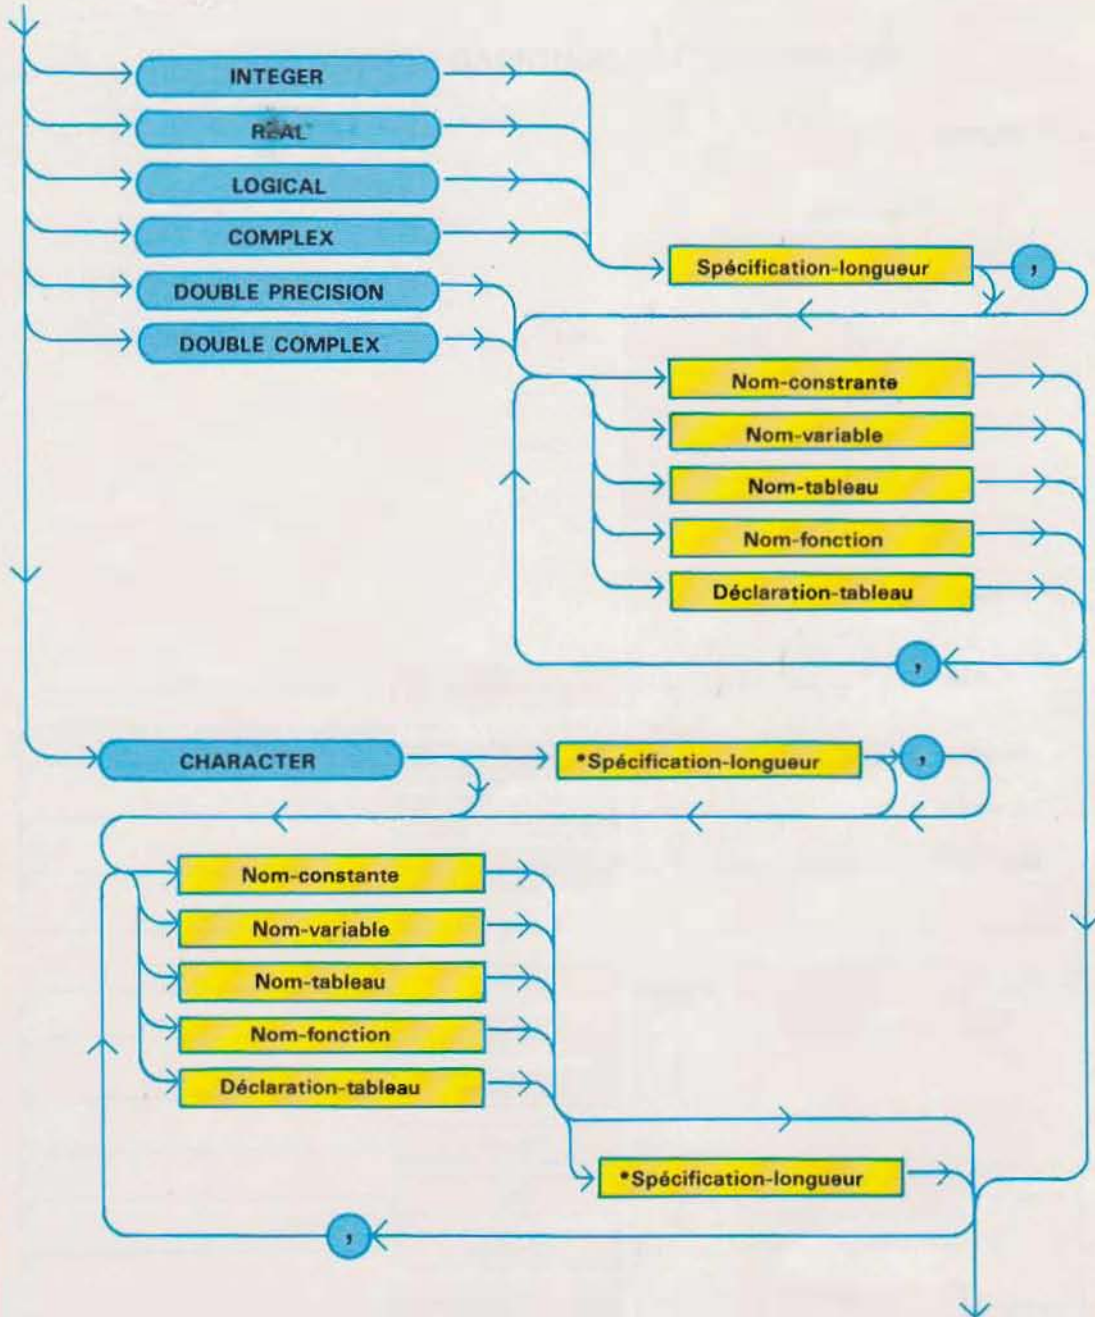 INTEGER
REAL
LOGICAL
COMPLEX
Spécification-longueur ,
DOUBLE PRECISION
DOUBLE COMPLEX
Nom-constrante
Nom-variable
Nom-tableau
Nom-fonction
Déclaration-tableau
,
CHARACTER
*Spécification-longueur ,
Nom-constante
Nom-variable
Nom-tableau
Nom-fonction
Déclaration-tableau
*Spécification-longueur
,